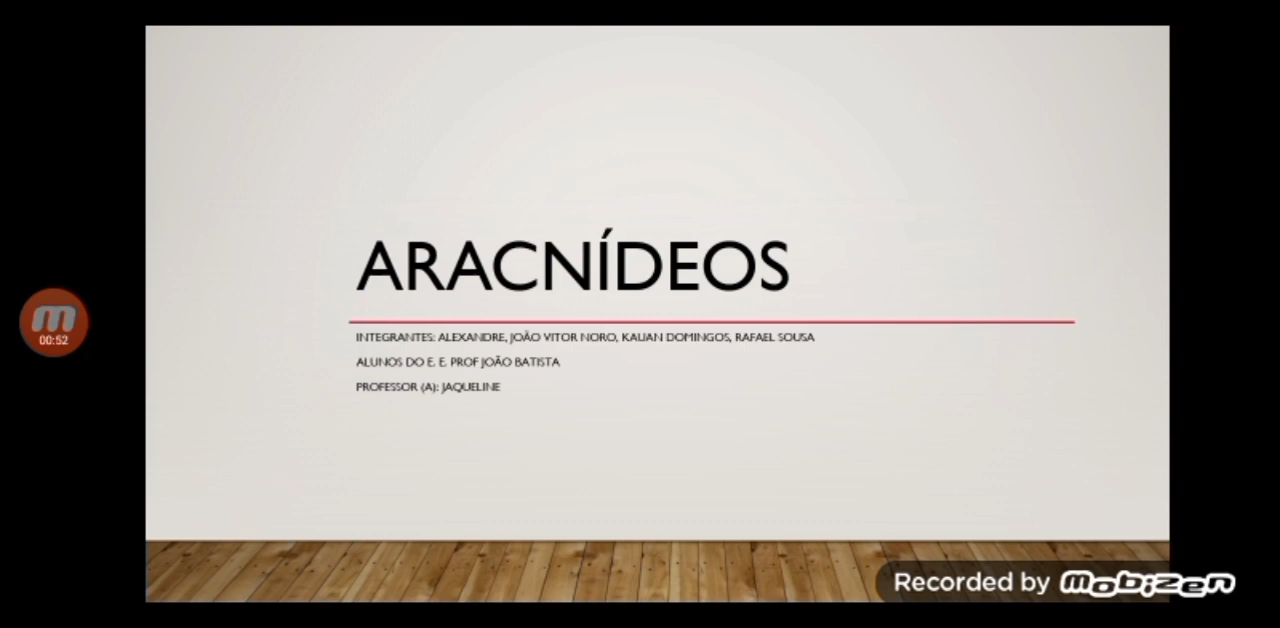 ARACNÍDEOS
INTEGRANTES: ALEXANDRE, JOÃO VITOR NORO, KAUAN DOMINGOS, RAFAEL SOUSA
ALUNOS DO E. E. PROF JOÃO BATISTA
PROFESSOR (A): JAQUELINE
m
00:52
Recorded by mobizen